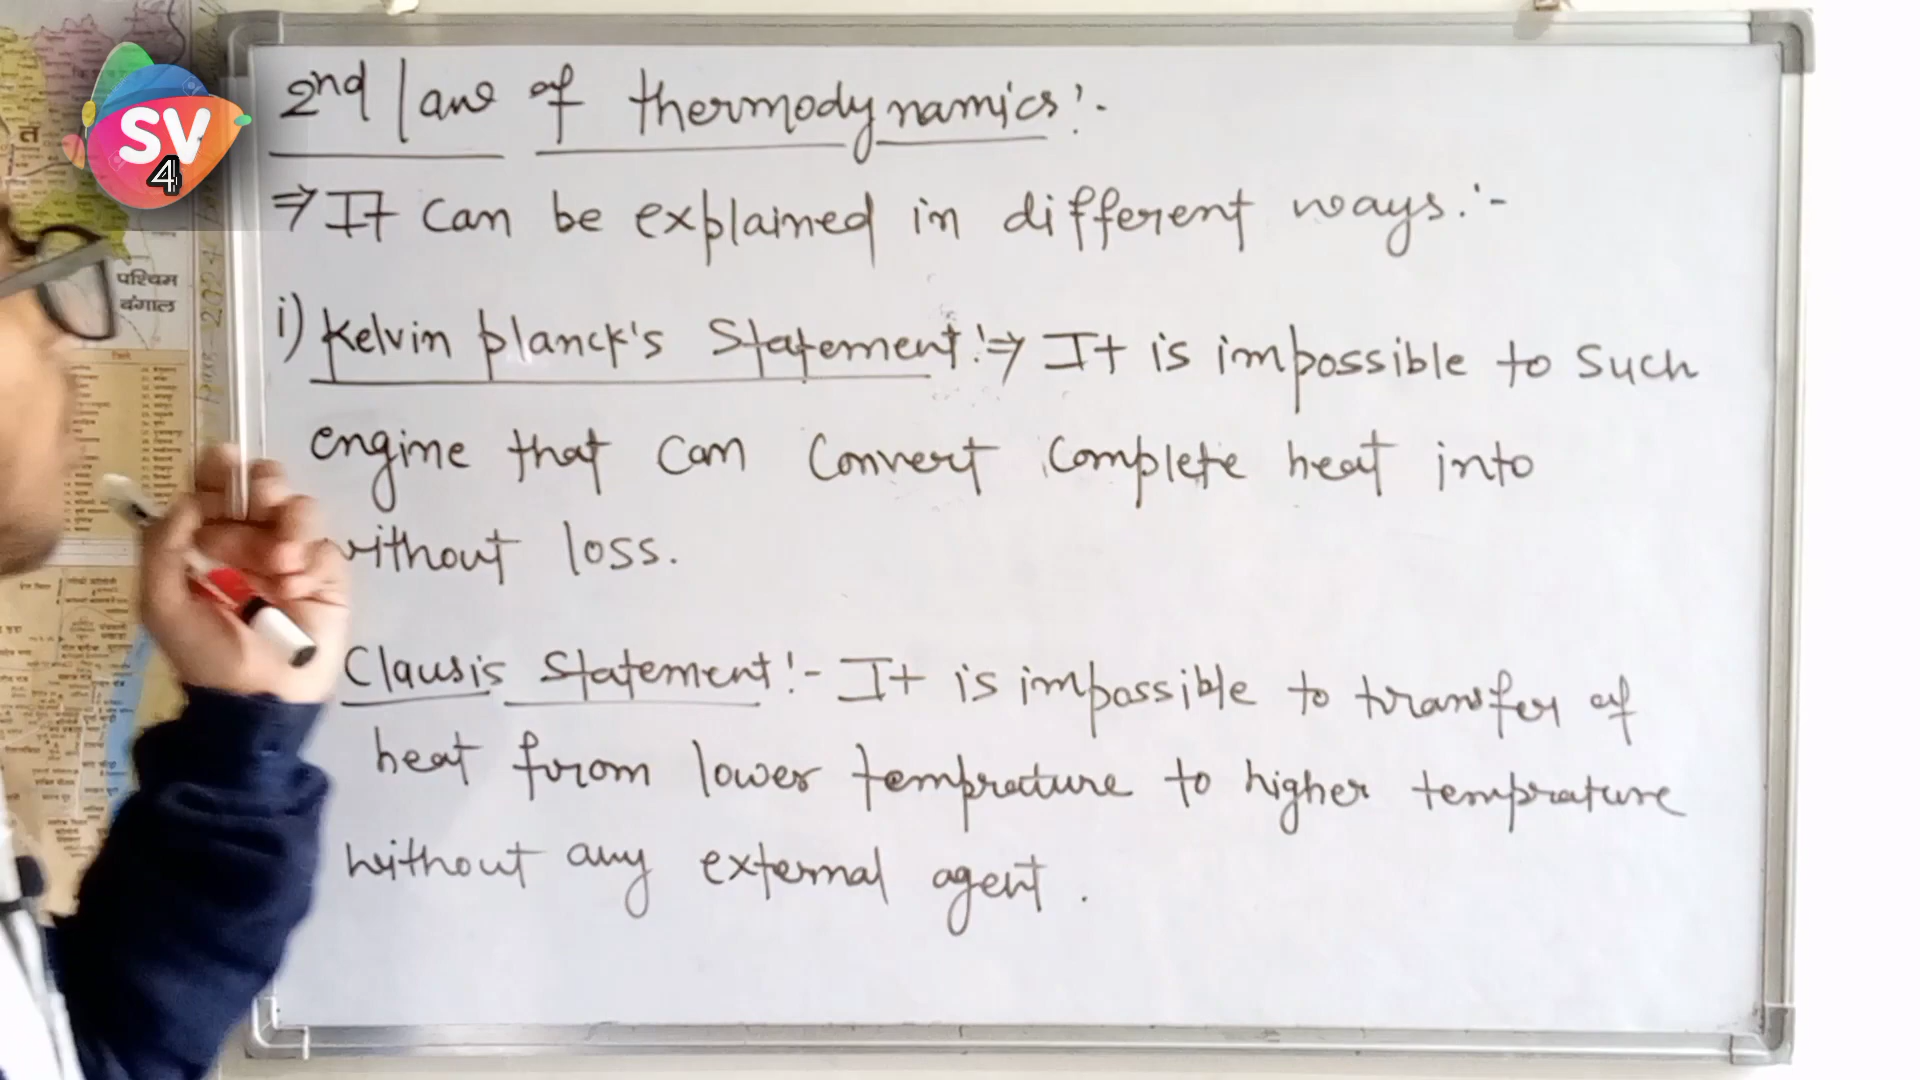 SV
4
त
पश्चिम
बंगाल
2nd law of thermodynamics:-
⇒ It can be explained in different ways:-
i) Kelvin planck's Statement:⇒ It is impossible to Such
engine that can Convert Complete heat into
without loss.
Clausis Statement:- It is impossible to transfer of
heat from lower temprature to higher temprature
without any external agent.